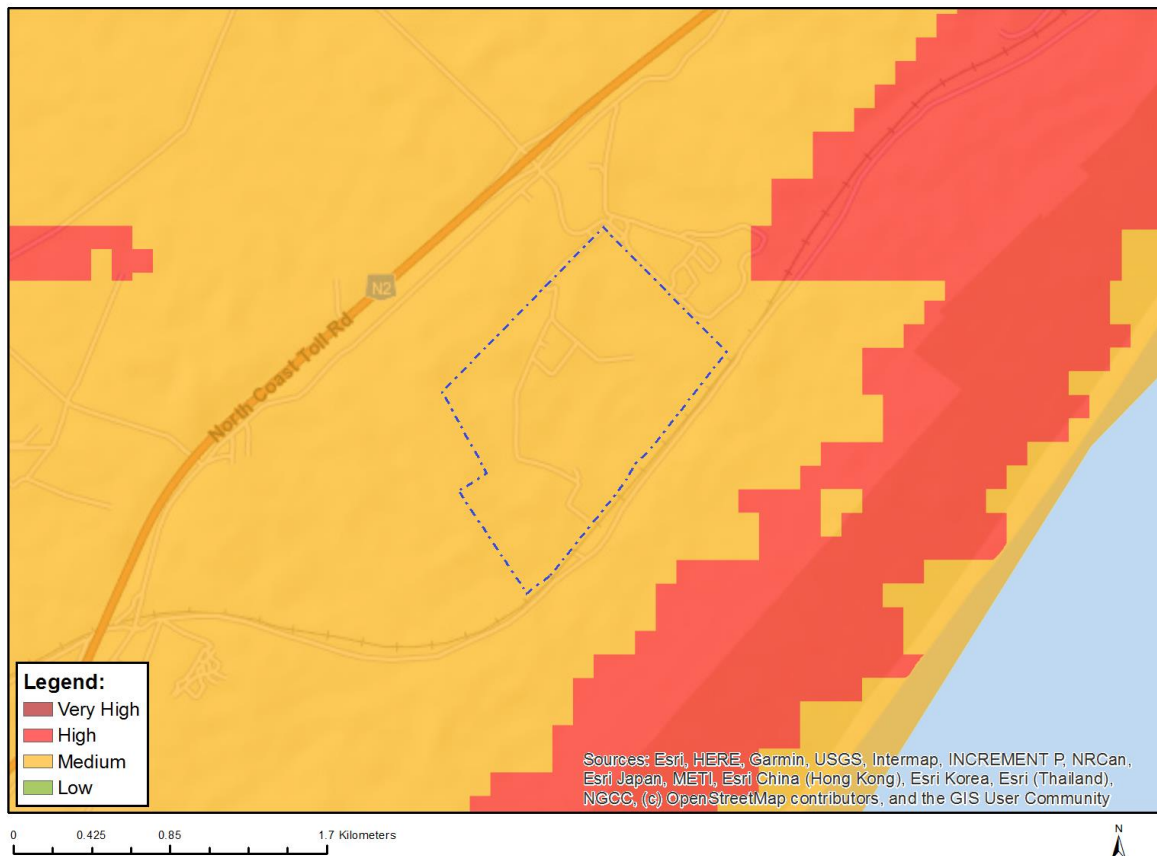 N2
North Coast Toll Rd
Legend:
Very High
High
Medium
Low
Sources: Esri, HERE, Garmin, USGS, Intermap, INCREMENT P, NRCan,
Esri Japan, METI, Esri China (Hong Kong), Esri Korea, Esri (Thailand),
NGCC, (c) OpenStreetMap contributors, and the GIS User Community
0 0.425 0.85 1.7 Kilometers
N